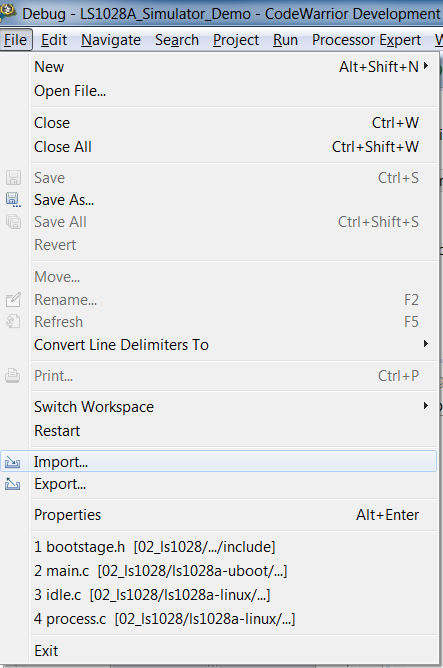 Debug - LS1028A_Simulator_Demo - CodeWarrior Development
File Edit Navigate Search Project Run Processor Expert
New Alt+Shift+N
Open File...
Close Ctrl+W
Close All Ctrl+Shift+W
Save Ctrl+S
Save As...
Save All Ctrl+Shift+S
Revert
Move...
Rename... F2
Refresh F5
Convert Line Delimiters To
Print... Ctrl+P
Switch Workspace
Restart
Import...
Export...
Properties Alt+Enter
1 bootstage.h [02_ls1028/.../include]
2 main.c [02_ls1028/ls1028a-uboot/...]
3 idle.c [02_ls1028/ls1028a-linux/...]
4 process.c [02_ls1028/ls1028a-linux/...]
Exit